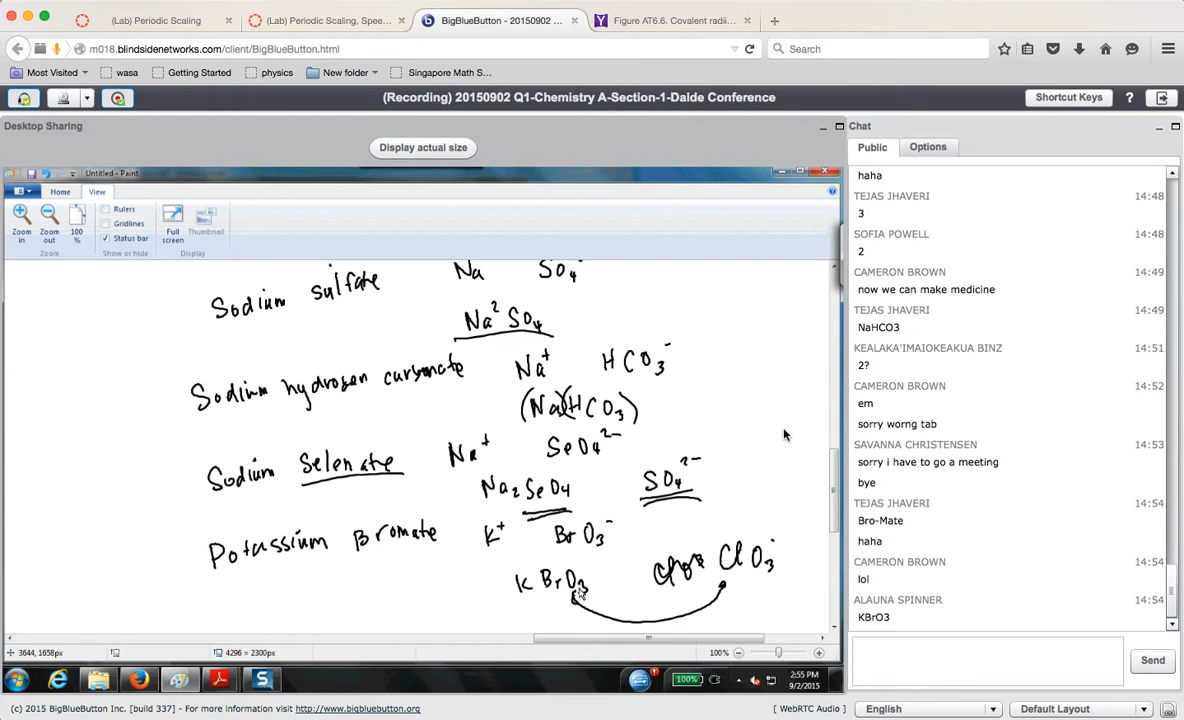 (Lab) Periodic Scaling
(Lab) Periodic Scaling, Spee...
BigBlueButton - 20150902 ...
Figure AT6.6. Covalent radii...
m018.blindsidenetworks.com/client/BigBlueButton.html
Search
Most Visited
wasa
Getting Started
physics
New folder
Singapore Math S...
(Recording) 20150902 Q1-Chemistry A-Section-1-Dalde Conference
Shortcut Keys
?
Desktop Sharing
Chat
Display actual size
Public
Options
Untitled - Paint
Home
View
Zoom in
Zoom out
100 %
Rulers
Gridlines
Status bar
Full screen
Thumbnail
Zoom
Show or hide
Display
Sodium sulfate Na SO4-
Na2 SO4
Sodium hydrogen carbonate Na+ HCO3-
(Na)(HCO3)
Sodium Selenate Na+ SeO4 2-
Na2SeO4 SO4 2-
Potassium Bromate K+ BrO3-
KBrO3 ClO3-
3644, 1658px
4296 × 2300px
100%
100%
2:55 PM
9/2/2015
haha
TEJAS JHAVERI 14:48
3
SOFIA POWELL 14:48
2
CAMERON BROWN 14:49
now we can make medicine
TEJAS JHAVERI 14:49
NaHCO3
KEALAKA'IMAIOKEAKUA BINZ 14:51
2?
CAMERON BROWN 14:52
em
sorry worng tab
SAVANNA CHRISTENSEN 14:53
sorry i have to go a meeting
bye
TEJAS JHAVERI 14:54
Bro-Mate
haha
CAMERON BROWN 14:54
lol
ALAUNA SPINNER 14:54
KBrO3
Send
(c) 2015 BigBlueButton Inc. [build 337] - For more information visit http://www.bigbluebutton.org
[ WebRTC Audio ]
English
Default Layout